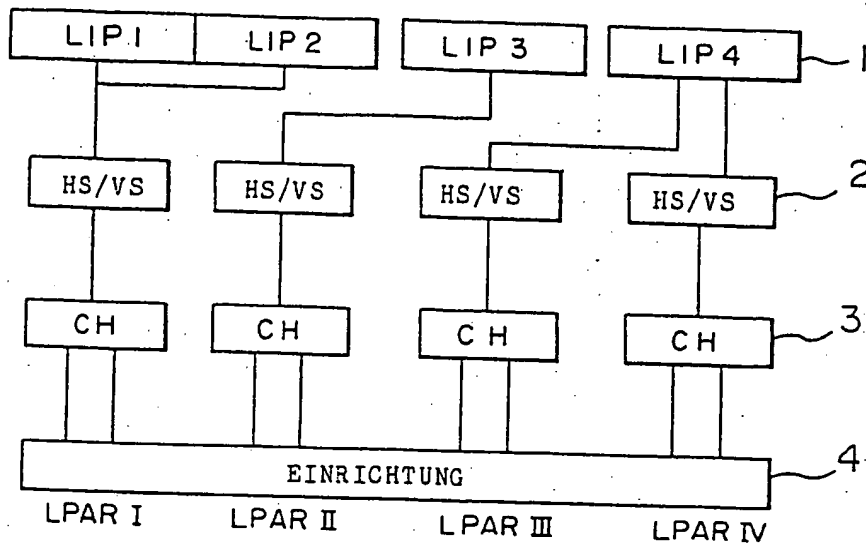 LIP 1 LIP 2 LIP 3 LIP 4 1
HS/VS HS/VS HS/VS HS/VS 2
CH CH CH CH 3
EINRICHTUNG 4
LPAR I LPAR II LPAR III LPAR IV